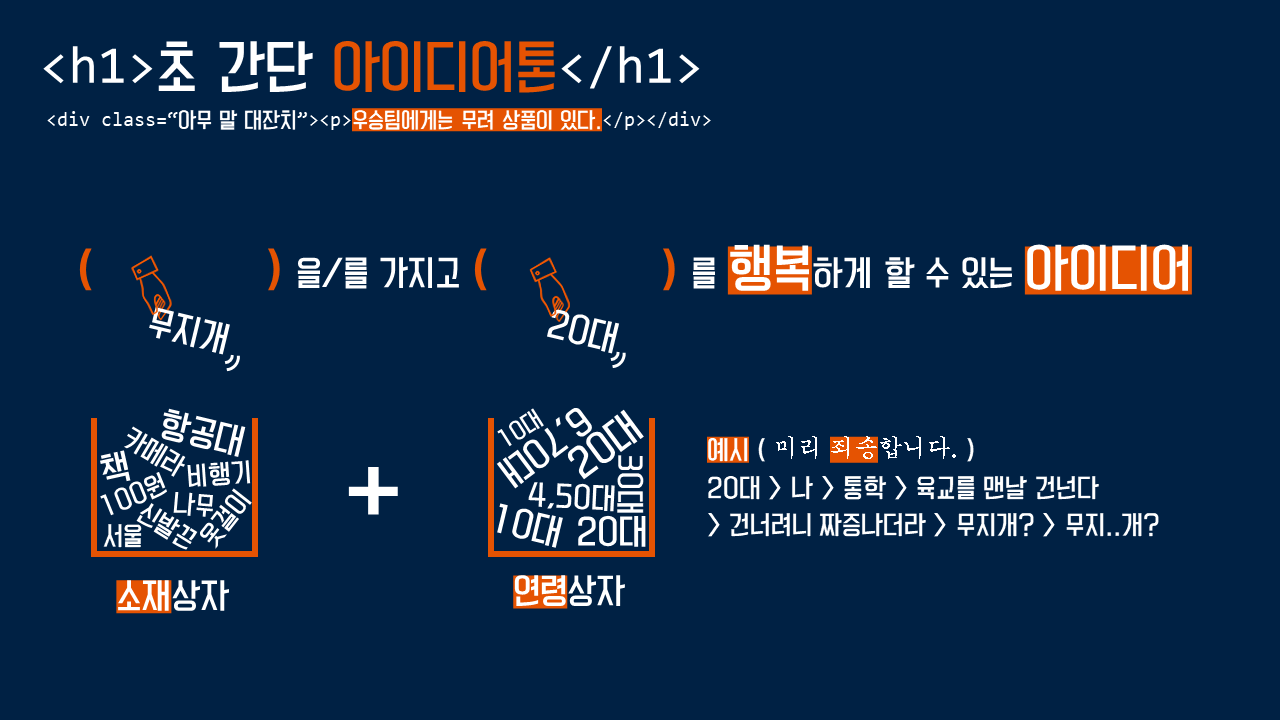 <h1>초 간단 아이디어톤</h1>
<div class=“아무 말 대잔치”><p>우승팀에게는 무려 상품이 있다.</p></div>
( ) 을/를 가지고 ( ) 를 행복하게 할 수 있는 아이디어
무지개
20대
항공대
카메라
책
비행기
100원
나무
신발끈
옷걸이
서울
소재상자
+
10대
6,70대
20대
30대
4,50대
10대
20대
연령상자
예시 ( 미리 죄송합니다. )
20대 > 나 > 통학 > 육교를 맨날 건넌다
> 건너려니 짜증나더라 > 무지개? > 무지..개?